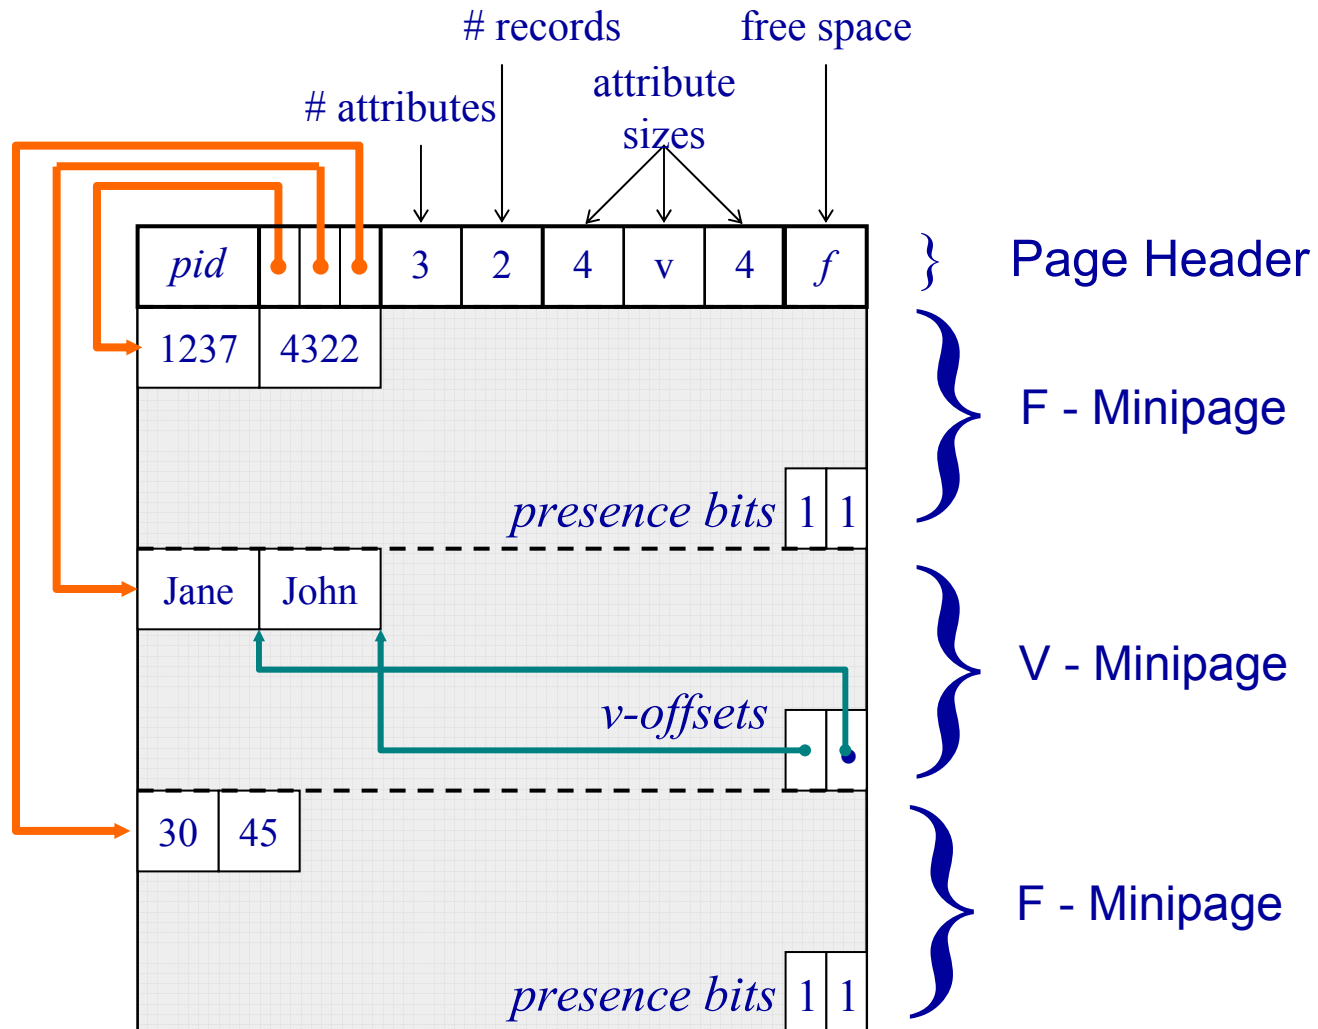 # records
free space
# attributes
attribute
sizes
pid 3 2 4 v 4 f } Page Header
1237 4322
F - Minipage
presence bits 1 1
Jane John
V - Minipage
v-offsets
30 45
F - Minipage
presence bits 1 1